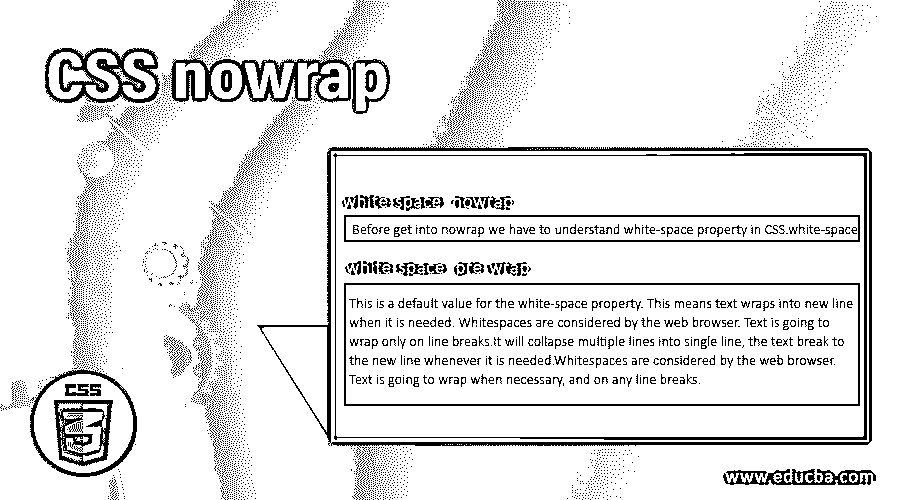 CSS nowrap
white-space: nowrap
Before get into nowrap we have to understand white-space property in CSS.white-space
white-space: pre-wrap
This is a default value for the white-space property. This means text wraps into new line
when it is needed. Whitespaces are considered by the web browser. Text is going to
wrap only on line breaks.It will collapse multiple lines into single line, the text break to
the new line whenever it is needed.Whitespaces are considered by the web browser.
Text is going to wrap when necessary, and on any line breaks.
CSS
3
www.educba.com